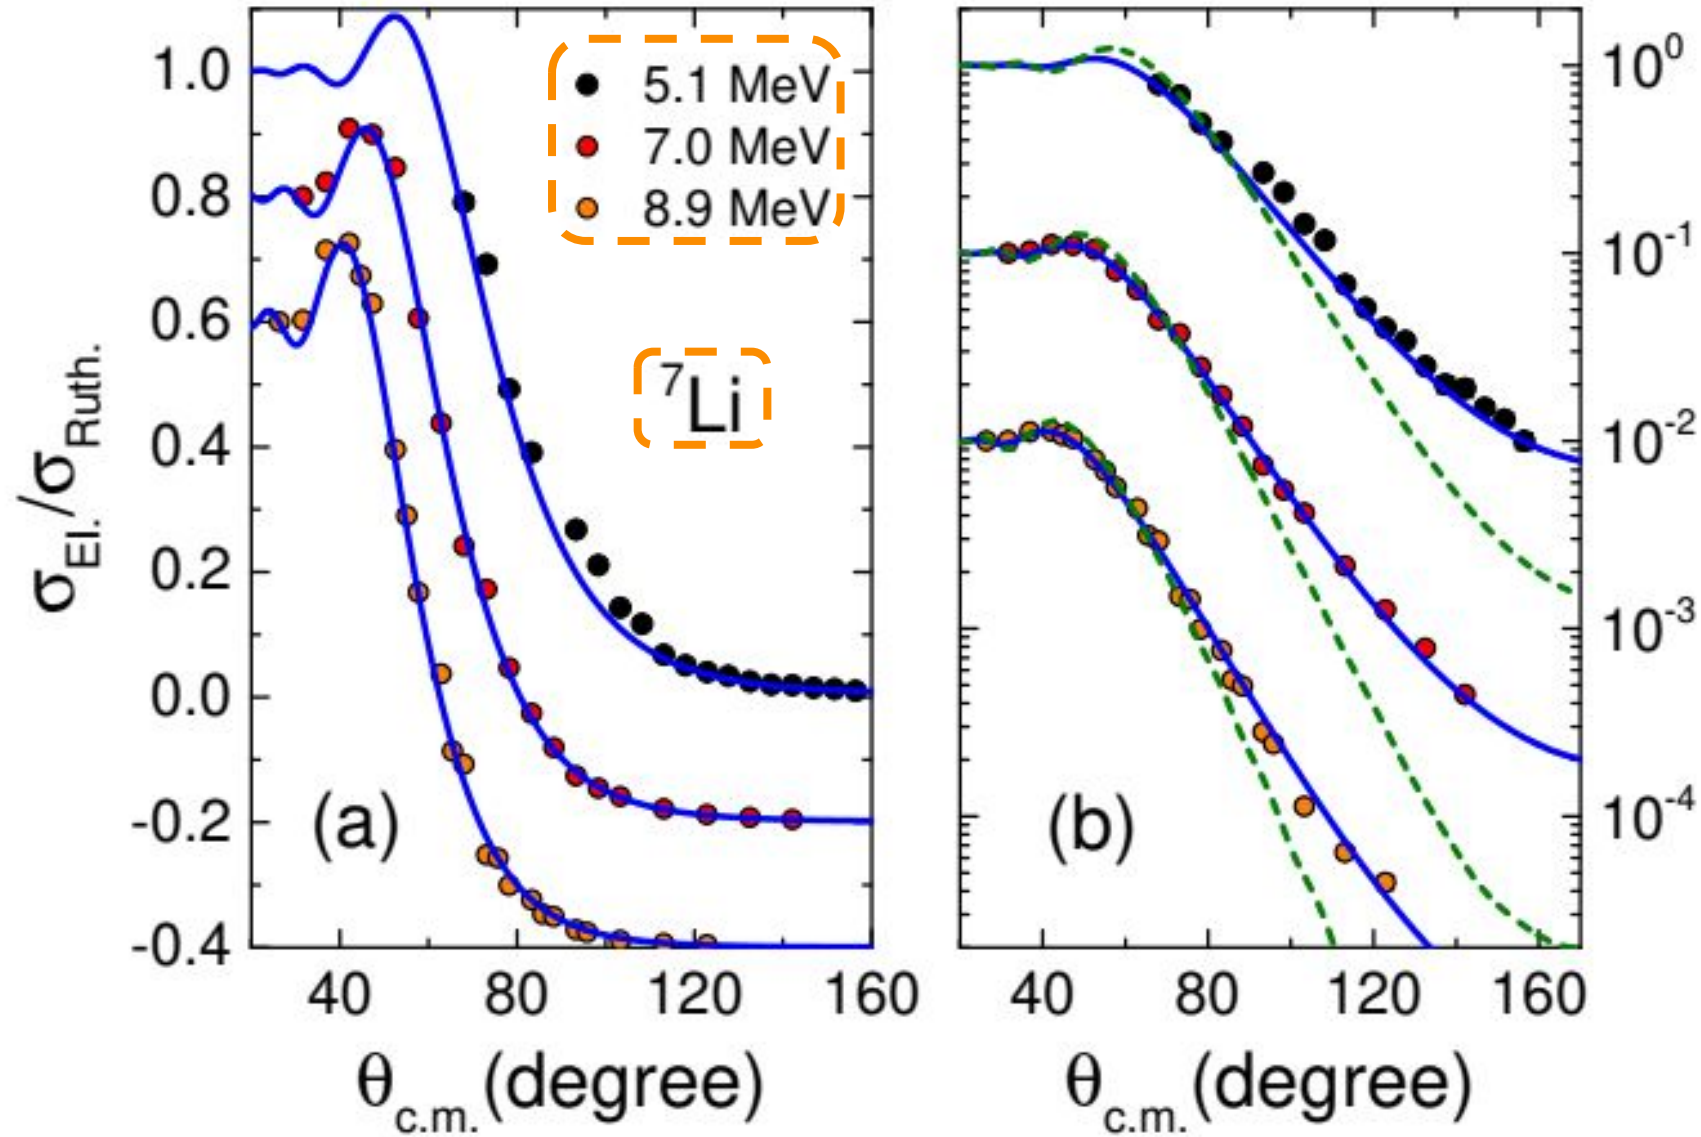 1.0
0.8
0.6
0.4
0.2
0.0
-0.2
-0.4
σEl./σRuth.
5.1 MeV
7.0 MeV
8.9 MeV
⁷Li
(a)
40 80 120 160
θc.m.(degree)
10⁰
10⁻¹
10⁻²
10⁻³
10⁻⁴
(b)
40 80 120 160
θc.m.(degree)